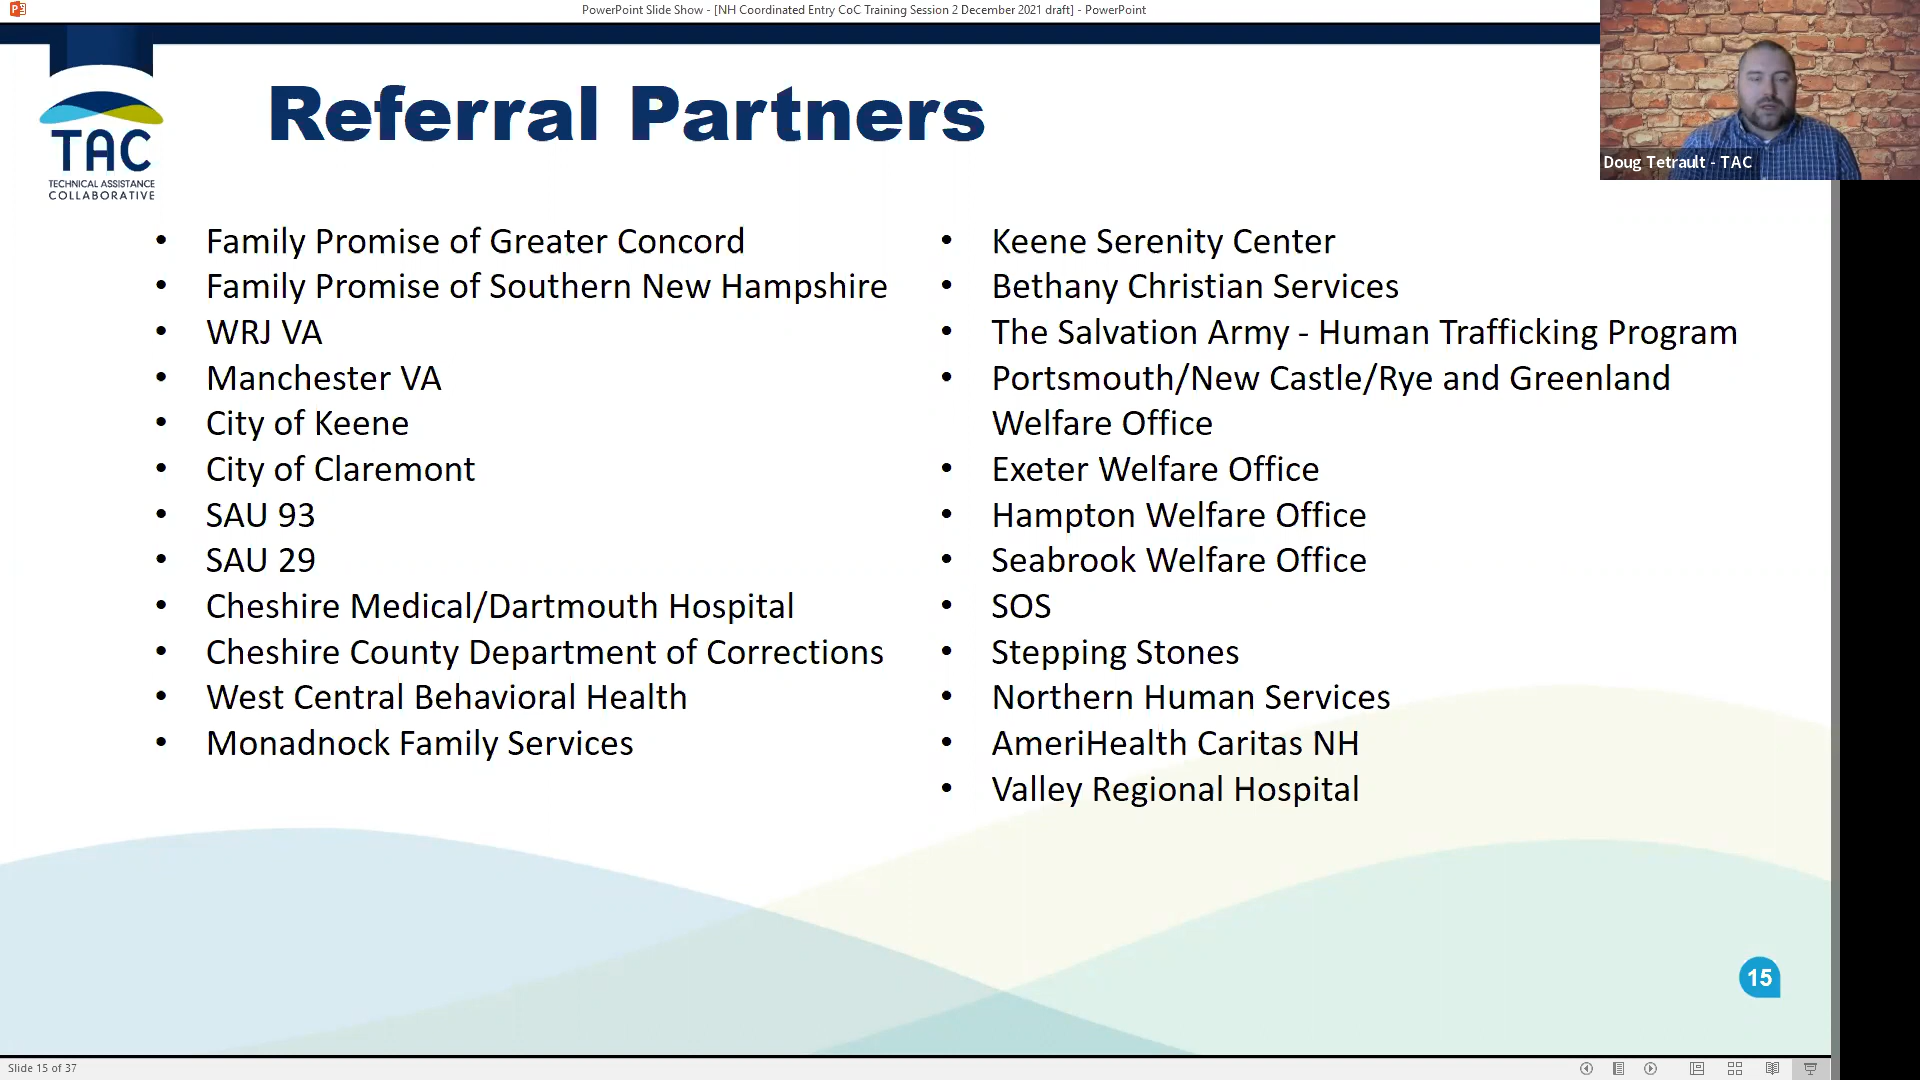 PowerPoint Slide Show - [NH Coordinated Entry CoC Training Session 2 December 2021 draft] - PowerPoint
Doug Tetrault - TAC
TAC
TECHNICAL ASSISTANCE
COLLABORATIVE
Referral Partners
• Family Promise of Greater Concord
• Family Promise of Southern New Hampshire
• WRJ VA
• Manchester VA
• City of Keene
• City of Claremont
• SAU 93
• SAU 29
• Cheshire Medical/Dartmouth Hospital
• Cheshire County Department of Corrections
• West Central Behavioral Health
• Monadnock Family Services
• Keene Serenity Center
• Bethany Christian Services
• The Salvation Army - Human Trafficking Program
• Portsmouth/New Castle/Rye and Greenland
Welfare Office
• Exeter Welfare Office
• Hampton Welfare Office
• Seabrook Welfare Office
• SOS
• Stepping Stones
• Northern Human Services
• AmeriHealth Caritas NH
• Valley Regional Hospital
15
Slide 15 of 37